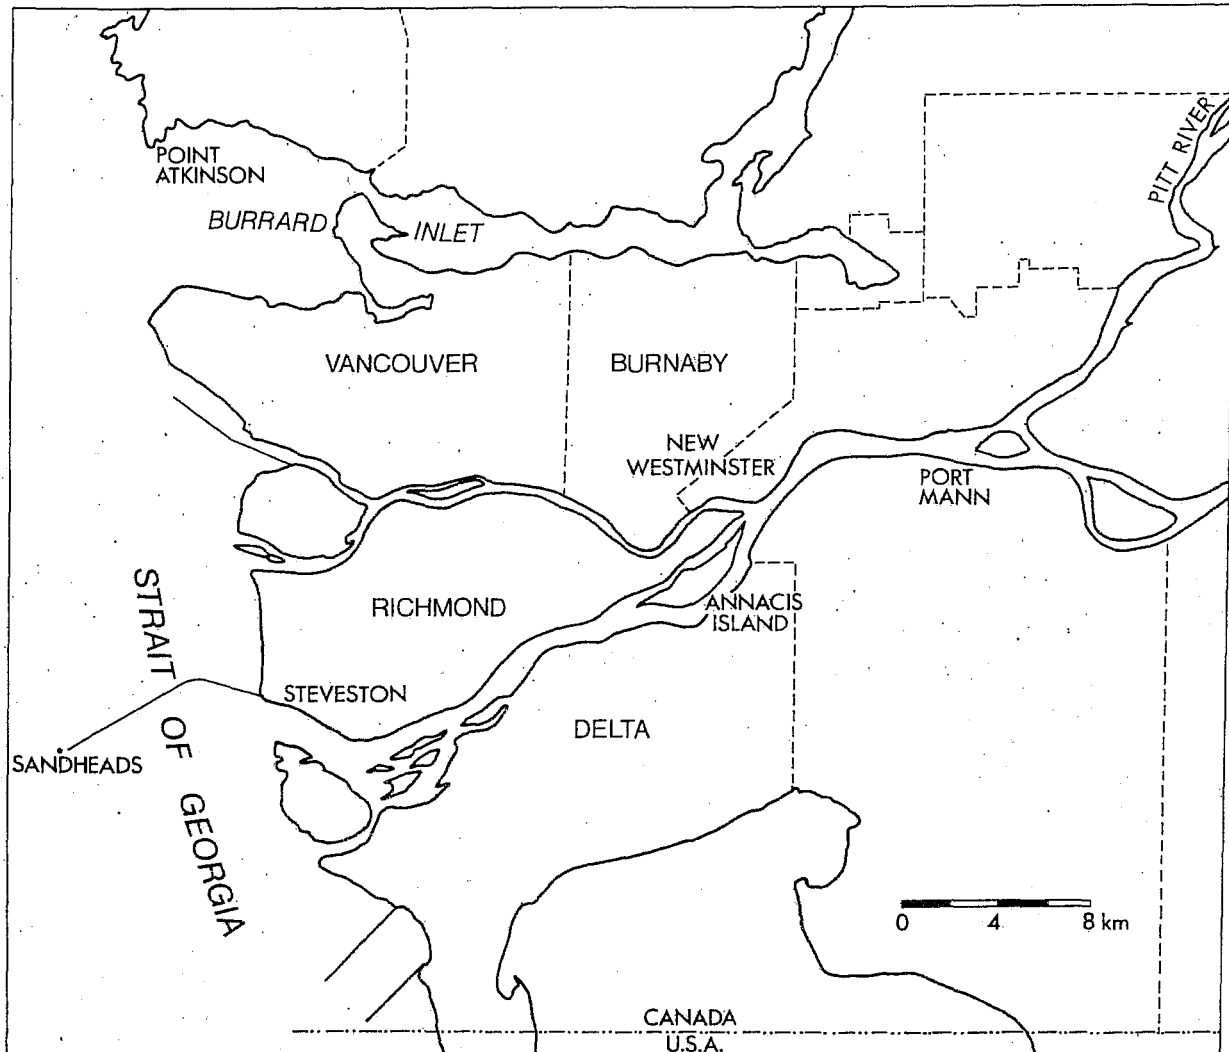 PITT RIVER
POINT
ATKINSON
BURRARD
INLET
VANCOUVER
BURNABY
NEW
WESTMINSTER
PORT
MANN
STRAIT OF GEORGIA
RICHMOND
ANNACIS
ISLAND
STEVESTON
DELTA
SANDHEADS
0 4 8 km
CANADA
U.S.A.